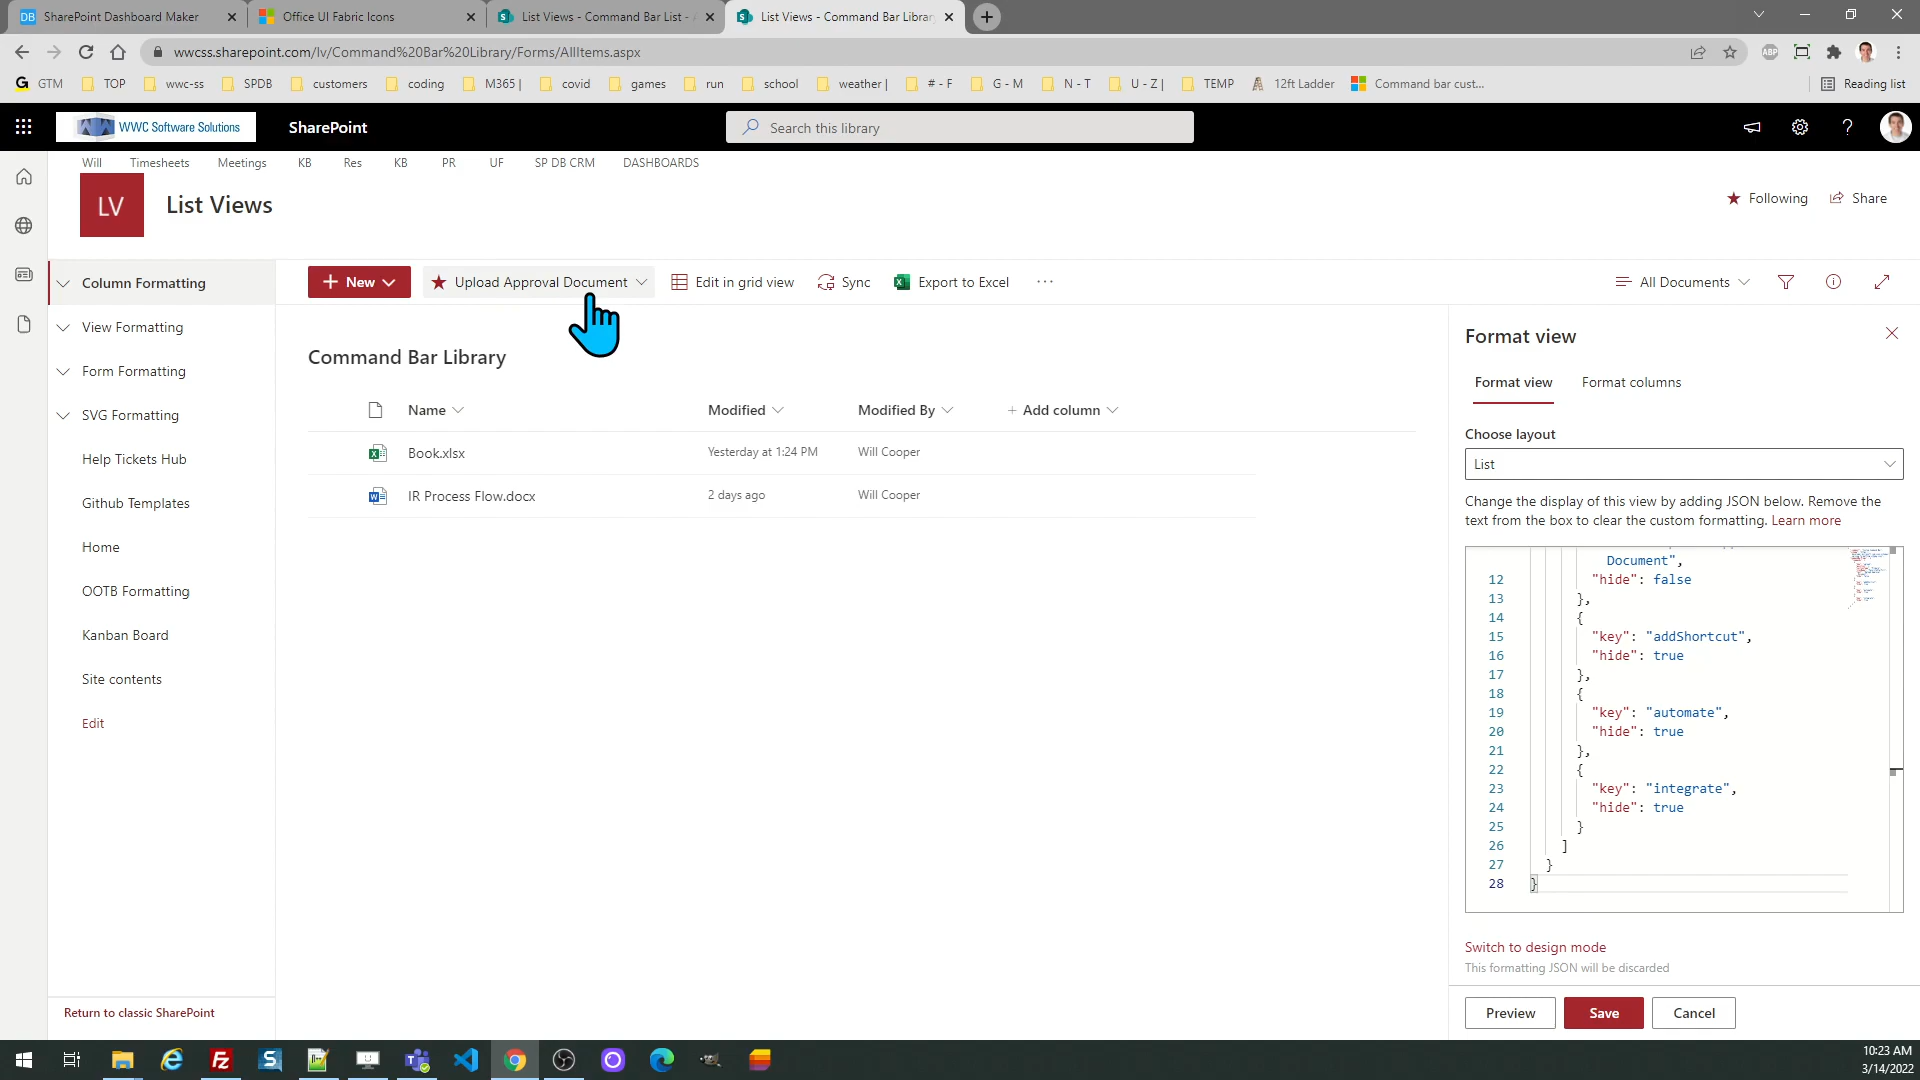 SharePoint Dashboard Maker
Office UI Fabric Icons
List Views - Command Bar List -
List Views - Command Bar Library
wwcss.sharepoint.com/lv/Command%20Bar%20Library/Forms/AllItems.aspx
ABP
GTM TOP wwc-ss SPDB customers coding M365 | covid games run school weather | # - F G - M N - T U - Z | TEMP 12ft Ladder Command bar cust... Reading list
WWC Software Solutions SharePoint Search this library
Will Timesheets Meetings KB Res KB PR UF SP DB CRM DASHBOARDS
LV List Views
Following Share
Column Formatting
View Formatting
Form Formatting
SVG Formatting
Help Tickets Hub
Github Templates
Home
OOTB Formatting
Kanban Board
Site contents
Edit
Return to classic SharePoint
New Upload Approval Document Edit in grid view Sync Export to Excel ... All Documents
Command Bar Library
Name Modified Modified By + Add column
Book.xlsx Yesterday at 1:24 PM Will Cooper
IR Process Flow.docx 2 days ago Will Cooper
Format view
Format view Format columns
Choose layout
List
Change the display of this view by adding JSON below. Remove the
text from the box to clear the custom formatting. Learn more
Document",
12 "hide": false
13 },
14 {
15 "key": "addShortcut",
16 "hide": true
17 },
18 {
19 "key": "automate",
20 "hide": true
21 },
22 {
23 "key": "integrate",
24 "hide": true
25 }
26 ]
27 }
28 }
Switch to design mode
This formatting JSON will be discarded
Preview Save Cancel
10:23 AM
3/14/2022